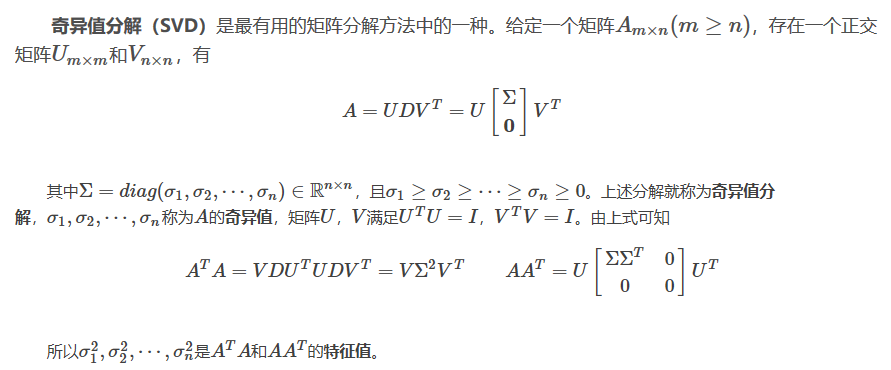 奇异值分解（SVD）是最有用的矩阵分解方法中的一种。给定一个矩阵$A_{m\times n}(m \geq n)$，存在一个正交
矩阵$U_{m\times m}$和$V_{n\times n}$，有
$$A = UDV^T = U\begin{bmatrix}\Sigma \\ \mathbf{0}\end{bmatrix}V^T$$
其中$\Sigma = diag(\sigma_1, \sigma_2, \cdots, \sigma_n) \in \mathbb{R}^{n\times n}$，且$\sigma_1 \geq \sigma_2 \geq \cdots \geq \sigma_n \geq 0$。上述分解就称为奇异值分
解，$\sigma_1, \sigma_2, \cdots, \sigma_n$称为$A$的奇异值，矩阵$U$，$V$满足$U^TU = I$，$V^TV = I$。由上式可知
$$A^TA = VDU^TUDV^T = V\Sigma^2V^T \qquad AA^T = U\begin{bmatrix}\Sigma\Sigma^T & 0 \\ 0 & 0\end{bmatrix}U^T$$
所以$\sigma_1^2, \sigma_2^2, \cdots, \sigma_n^2$是$A^TA$和$AA^T$的特征值。